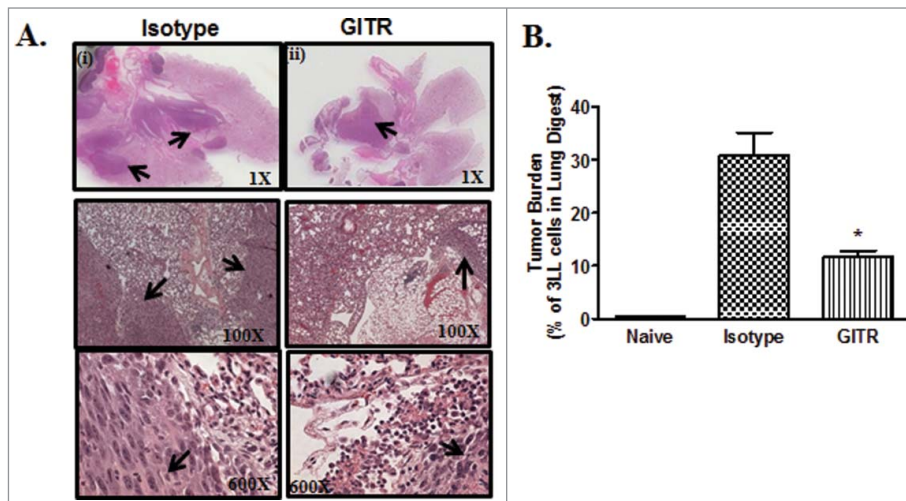 A.
Isotype
GITR
(i)
(ii)
1X
1X
100X
100X
600X
600X
B.
Tumor Burden
(% of 3LL cells in Lung Digest)
40
30
20
10
0
*
Naive
Isotype
GITR